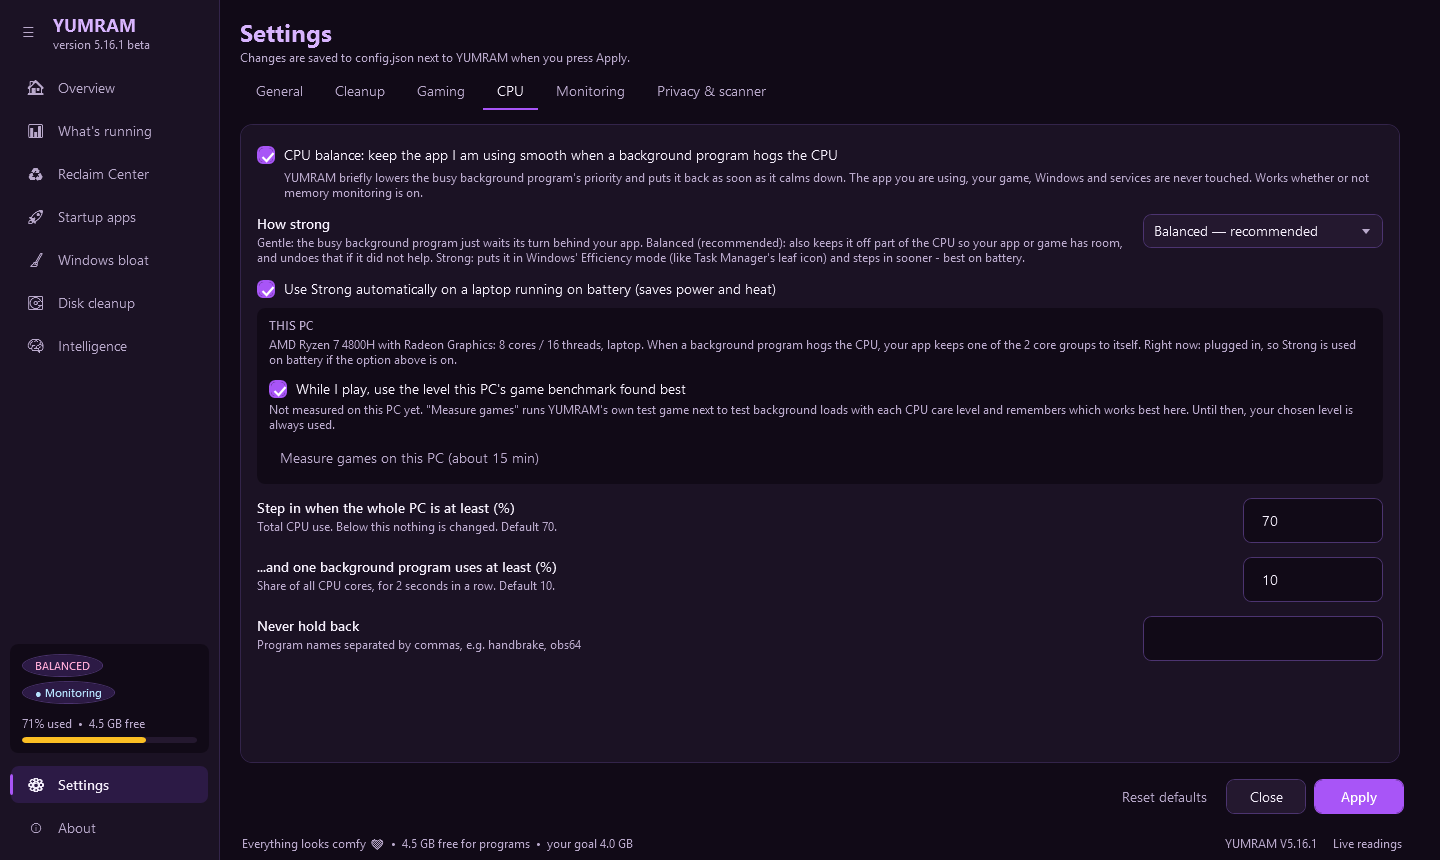 YUMRAM
version 5.16.1 beta
Overview
What's running
Reclaim Center
Startup apps
Windows bloat
Disk cleanup
Intelligence
BALANCED
● Monitoring
71% used • 4.5 GB free
Settings
About
Settings
Changes are saved to config.json next to YUMRAM when you press Apply.
General Cleanup Gaming CPU Monitoring Privacy & scanner
CPU balance: keep the app I am using smooth when a background program hogs the CPU
YUMRAM briefly lowers the busy background program's priority and puts it back as soon as it calms down. The app you are using, your game, Windows and services are never touched. Works whether or not
memory monitoring is on.
How strong
Gentle: the busy background program just waits its turn behind your app. Balanced (recommended): also keeps it off part of the CPU so your app or game has room,
and undoes that if it did not help. Strong: puts it in Windows' Efficiency mode (like Task Manager's leaf icon) and steps in sooner - best on battery.
Balanced — recommended
Use Strong automatically on a laptop running on battery (saves power and heat)
THIS PC
AMD Ryzen 7 4800H with Radeon Graphics: 8 cores / 16 threads, laptop. When a background program hogs the CPU, your app keeps one of the 2 core groups to itself. Right now: plugged in, so Strong is used
on battery if the option above is on.
While I play, use the level this PC's game benchmark found best
Not measured on this PC yet. "Measure games" runs YUMRAM's own test game next to test background loads with each CPU care level and remembers which works best here. Until then, your chosen level is
always used.
Measure games on this PC (about 15 min)
Step in when the whole PC is at least (%)
Total CPU use. Below this nothing is changed. Default 70.
70
...and one background program uses at least (%)
Share of all CPU cores, for 2 seconds in a row. Default 10.
10
Never hold back
Program names separated by commas, e.g. handbrake, obs64
Reset defaults Close Apply
Everything looks comfy 💜 • 4.5 GB free for programs • your goal 4.0 GB
YUMRAM V5.16.1 Live readings